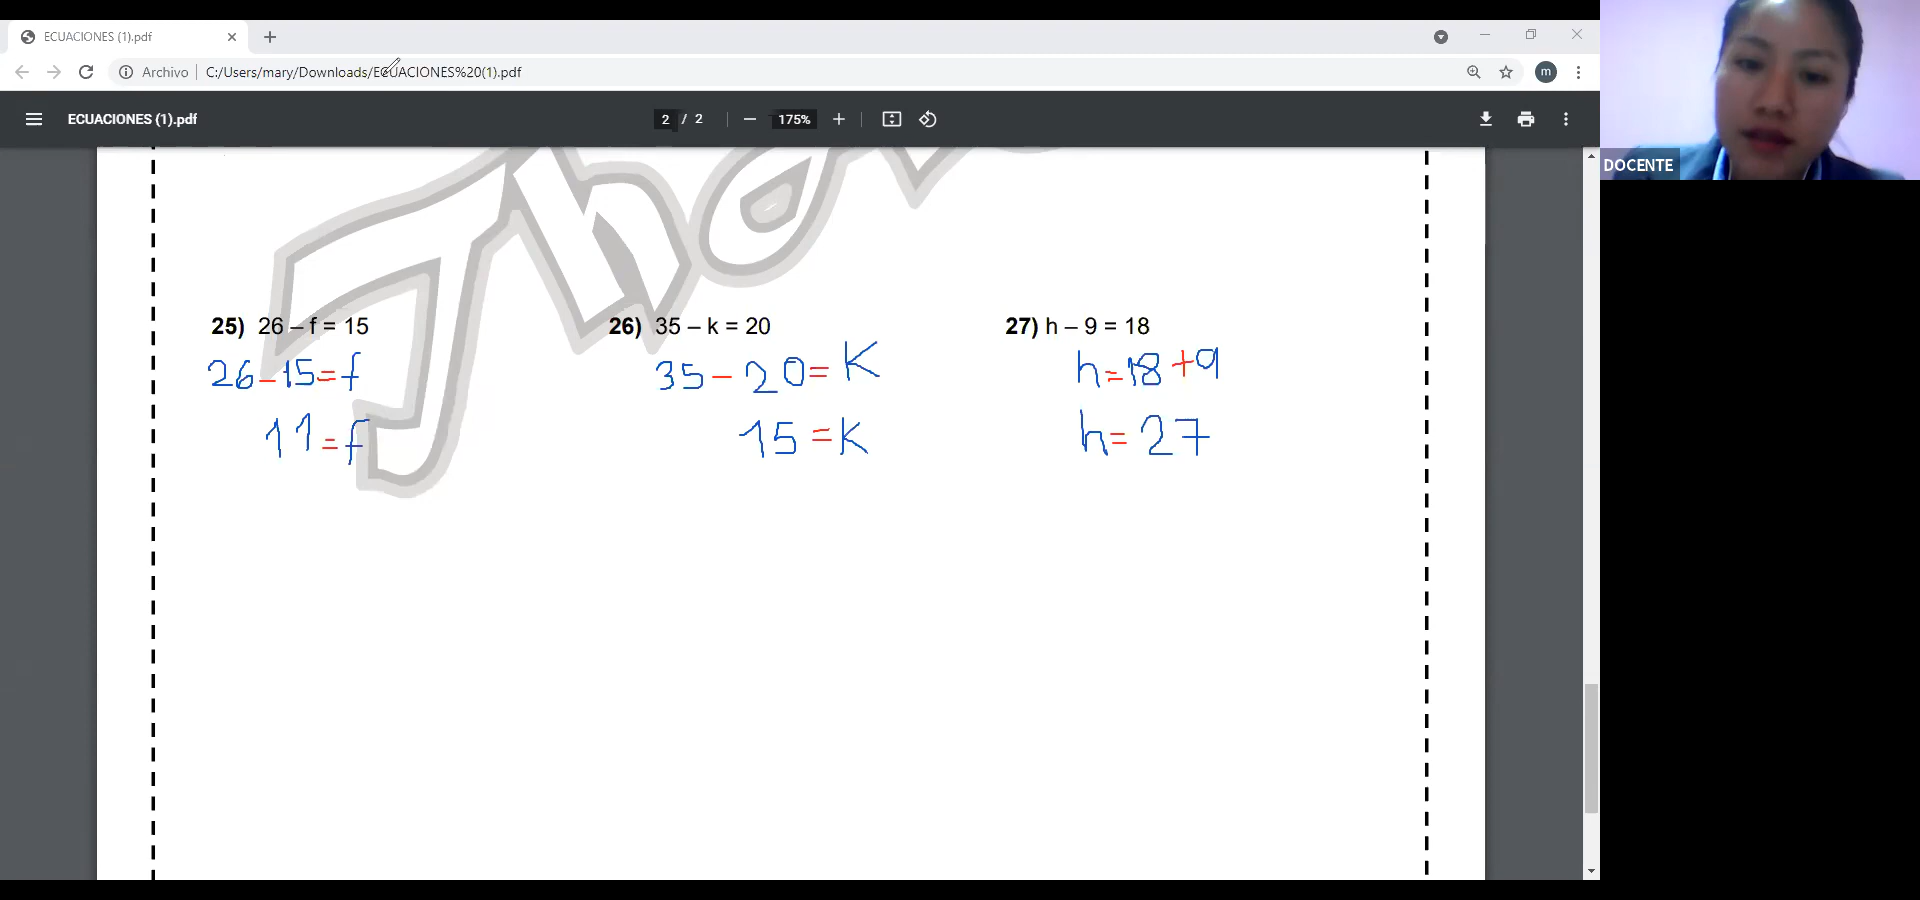 ECUACIONES (1).pdf
Archivo C:/Users/mary/Downloads/ECUACIONES%20(1).pdf
m
ECUACIONES (1).pdf
2 / 2
175%
DOCENTE
25) 26 – f = 15
26 - 15 = f
11 = f
26) 35 – k = 20
35 - 20 = K
15 = K
27) h – 9 = 18
h = 18 + 9
h = 27